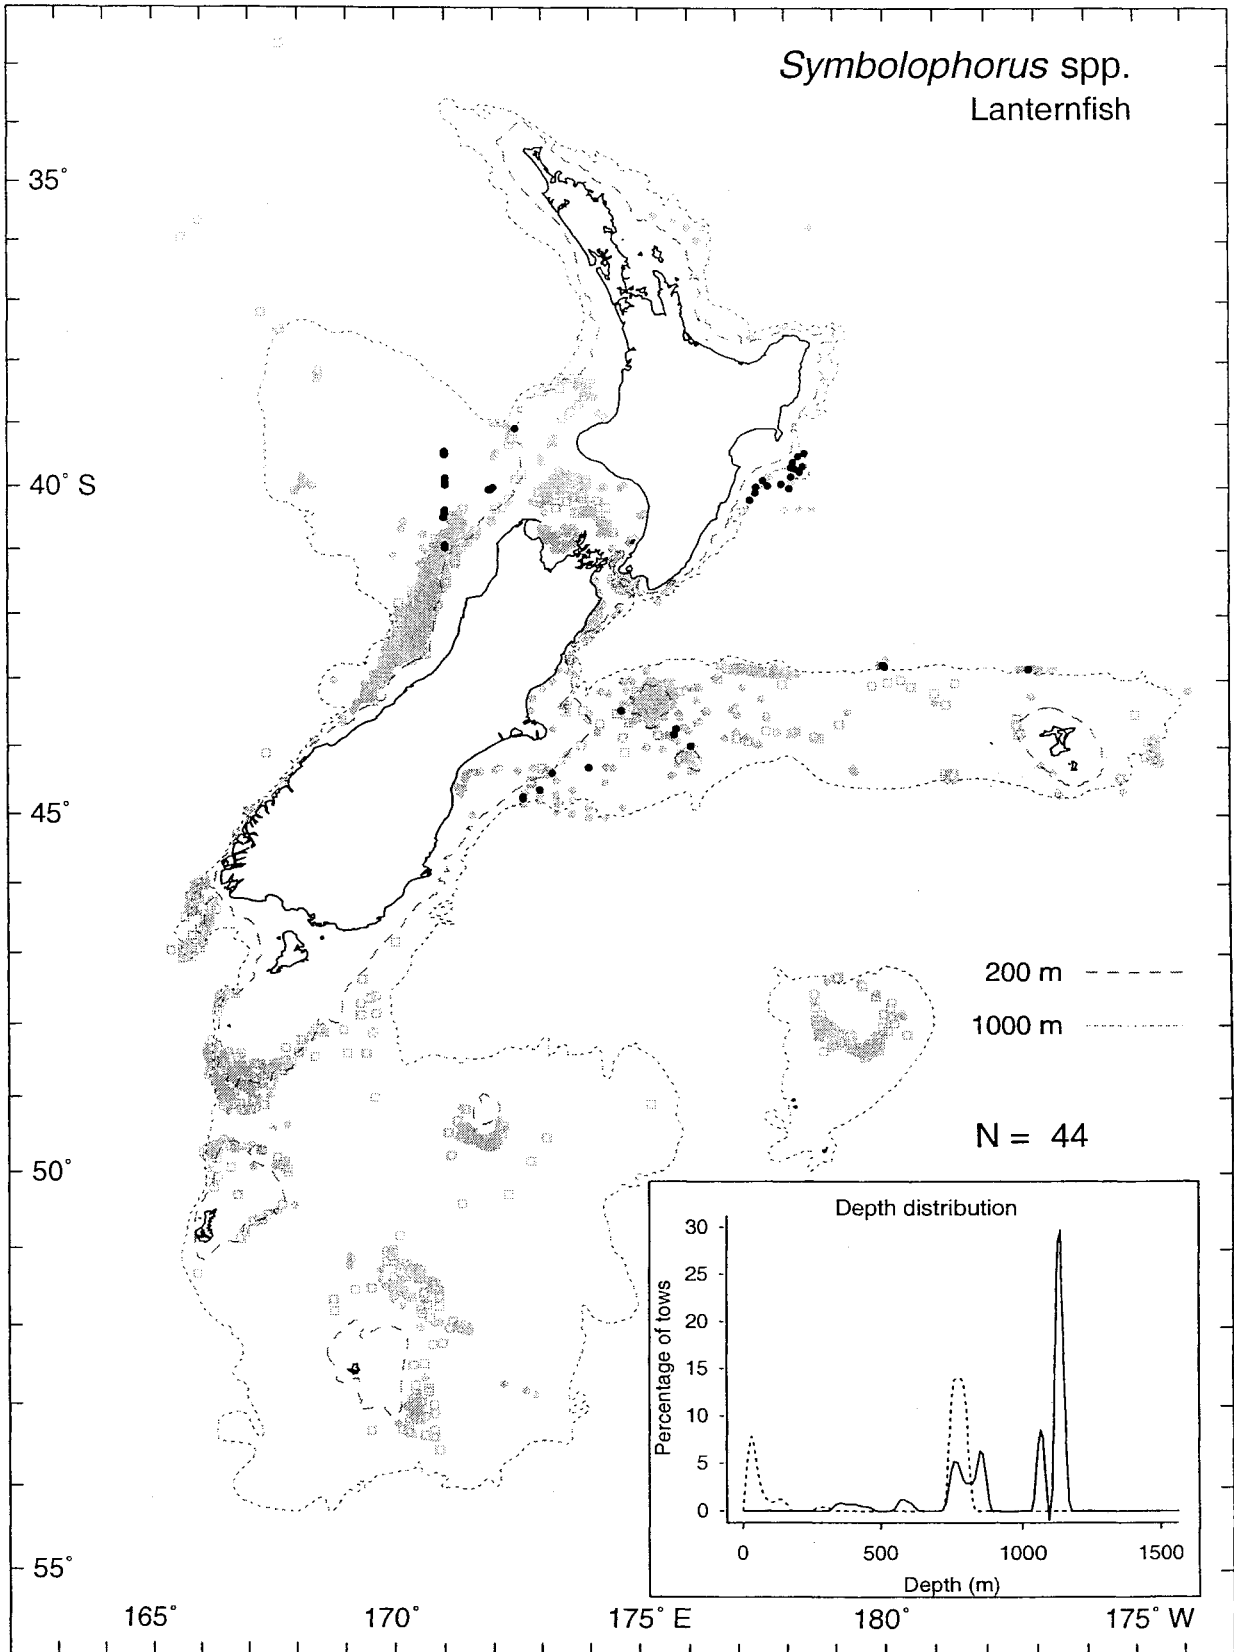 Symbolophorus spp.
Lanternfish
35°
40° S
45°
50°
55°
200 m
1000 m
N = 44
Depth distribution
30
25
20
15
10
5
0
Percentage of tows
0 500 1000 1500
Depth (m)
165° 170° 175° E 180° 175° W